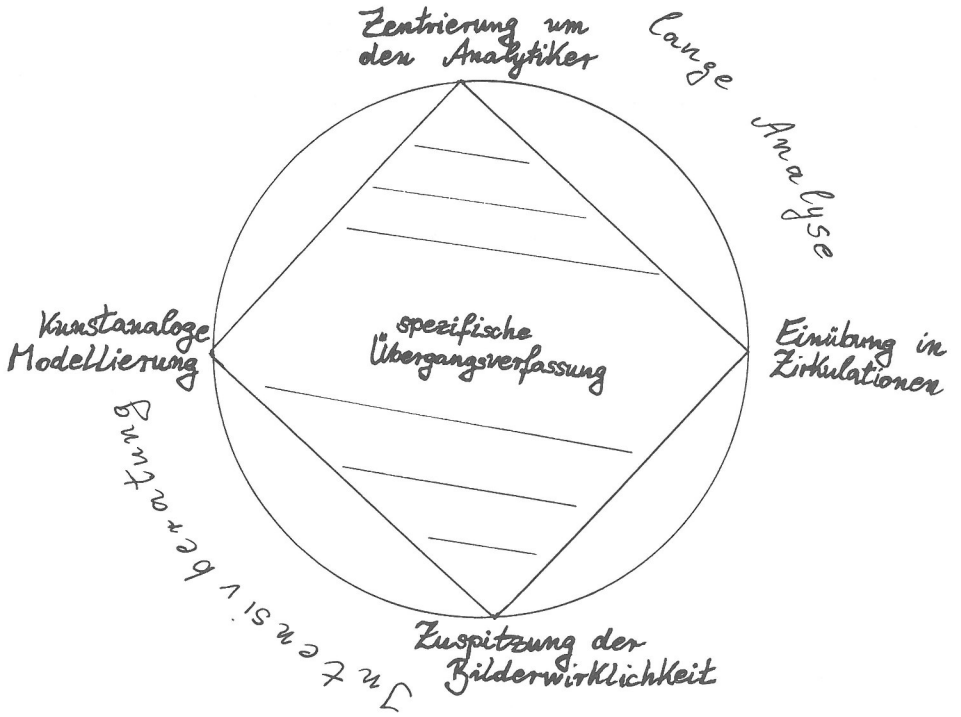 Zentrierung um
den Analytiker
lange Analyse
Kunstanaloge
Modellierung
spezifische
Übergangsverfassung
Einübung in
Zirkulationen
Intensivberatung
Zuspitzung der
Bilderwirklichkeit